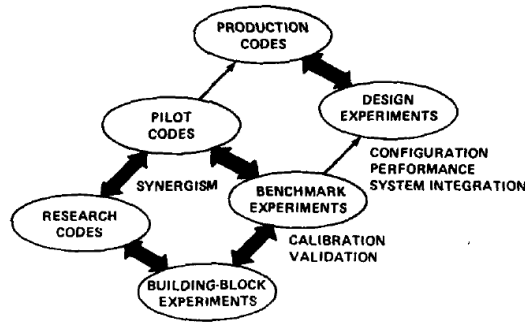 PRODUCTION
CODES
DESIGN
EXPERIMENTS
PILOT
CODES
CONFIGURATION
PERFORMANCE
SYSTEM INTEGRATION
SYNERGISM
BENCHMARK
EXPERIMENTS
RESEARCH
CODES
CALIBRATION
VALIDATION
BUILDING-BLOCK
EXPERIMENTS